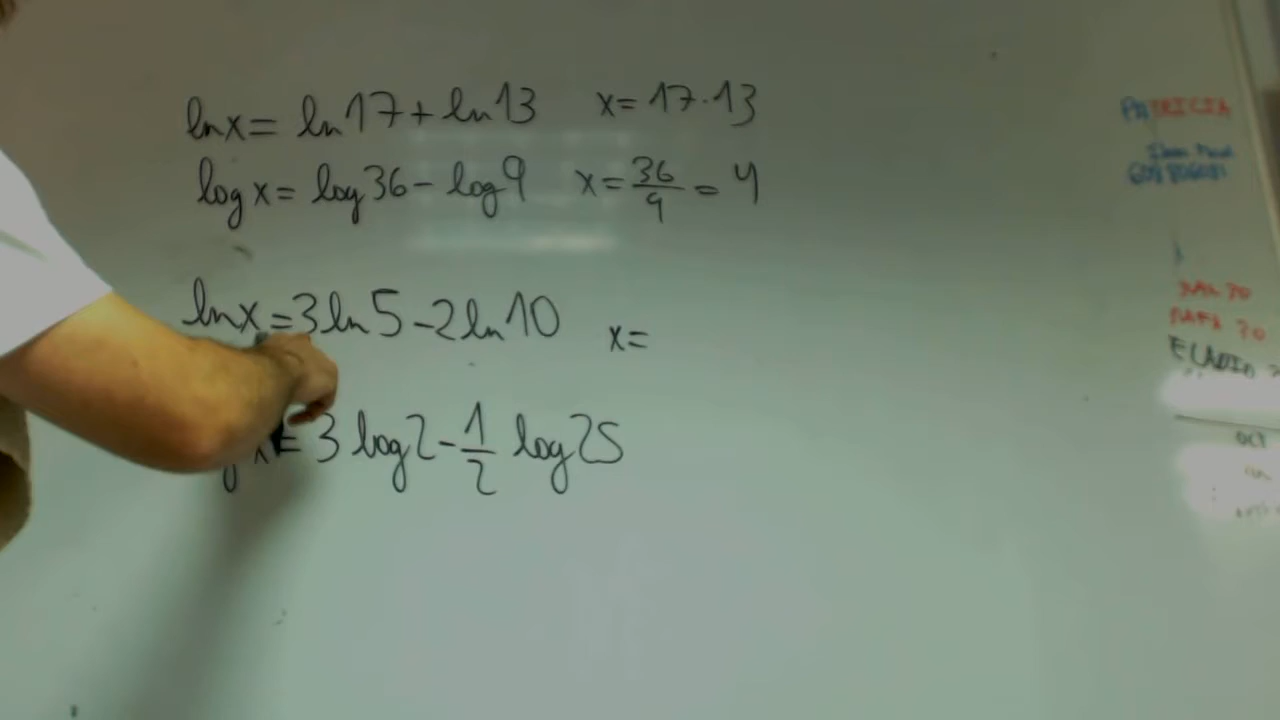 ln x = ln 17 + ln 13 x = 17·13
log x = log 36 - log 9 x = 36/9 = 4
ln x = 3 ln 5 - 2 ln 10 x =
x = 3 log 2 - 1/2 log 25
PATRICIA
ELADIO